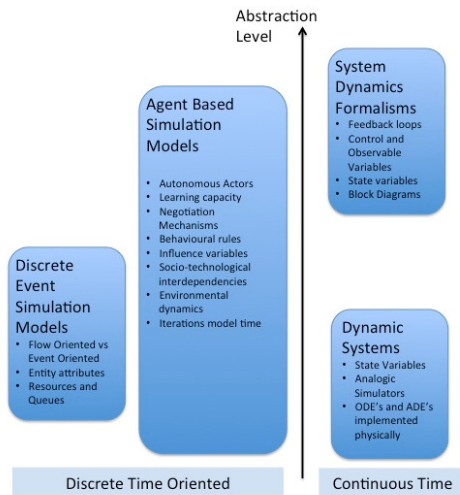 Abstraction
Level
System
Dynamics
Formalisms
• Feedback loops
• Control and
Observable
Variables
• State variables
• Block Diagrams
Agent Based
Simulation
Models
• Autonomous Actors
• Learning capacity
• Negotiation
Mechanisms
• Behavioural rules
• Influence variables
• Socio-technological
interdependencies
• Environmental
dynamics
• Iterations model time
Discrete
Event
Simulation
Models
• Flow Oriented vs
Event Oriented
• Entity attributes
• Resources and
Queues
Dynamic
Systems
• State Variables
• Analogic
Simulators
• ODE's and ADE's
implemented
physically
Discrete Time Oriented
Continuous Time